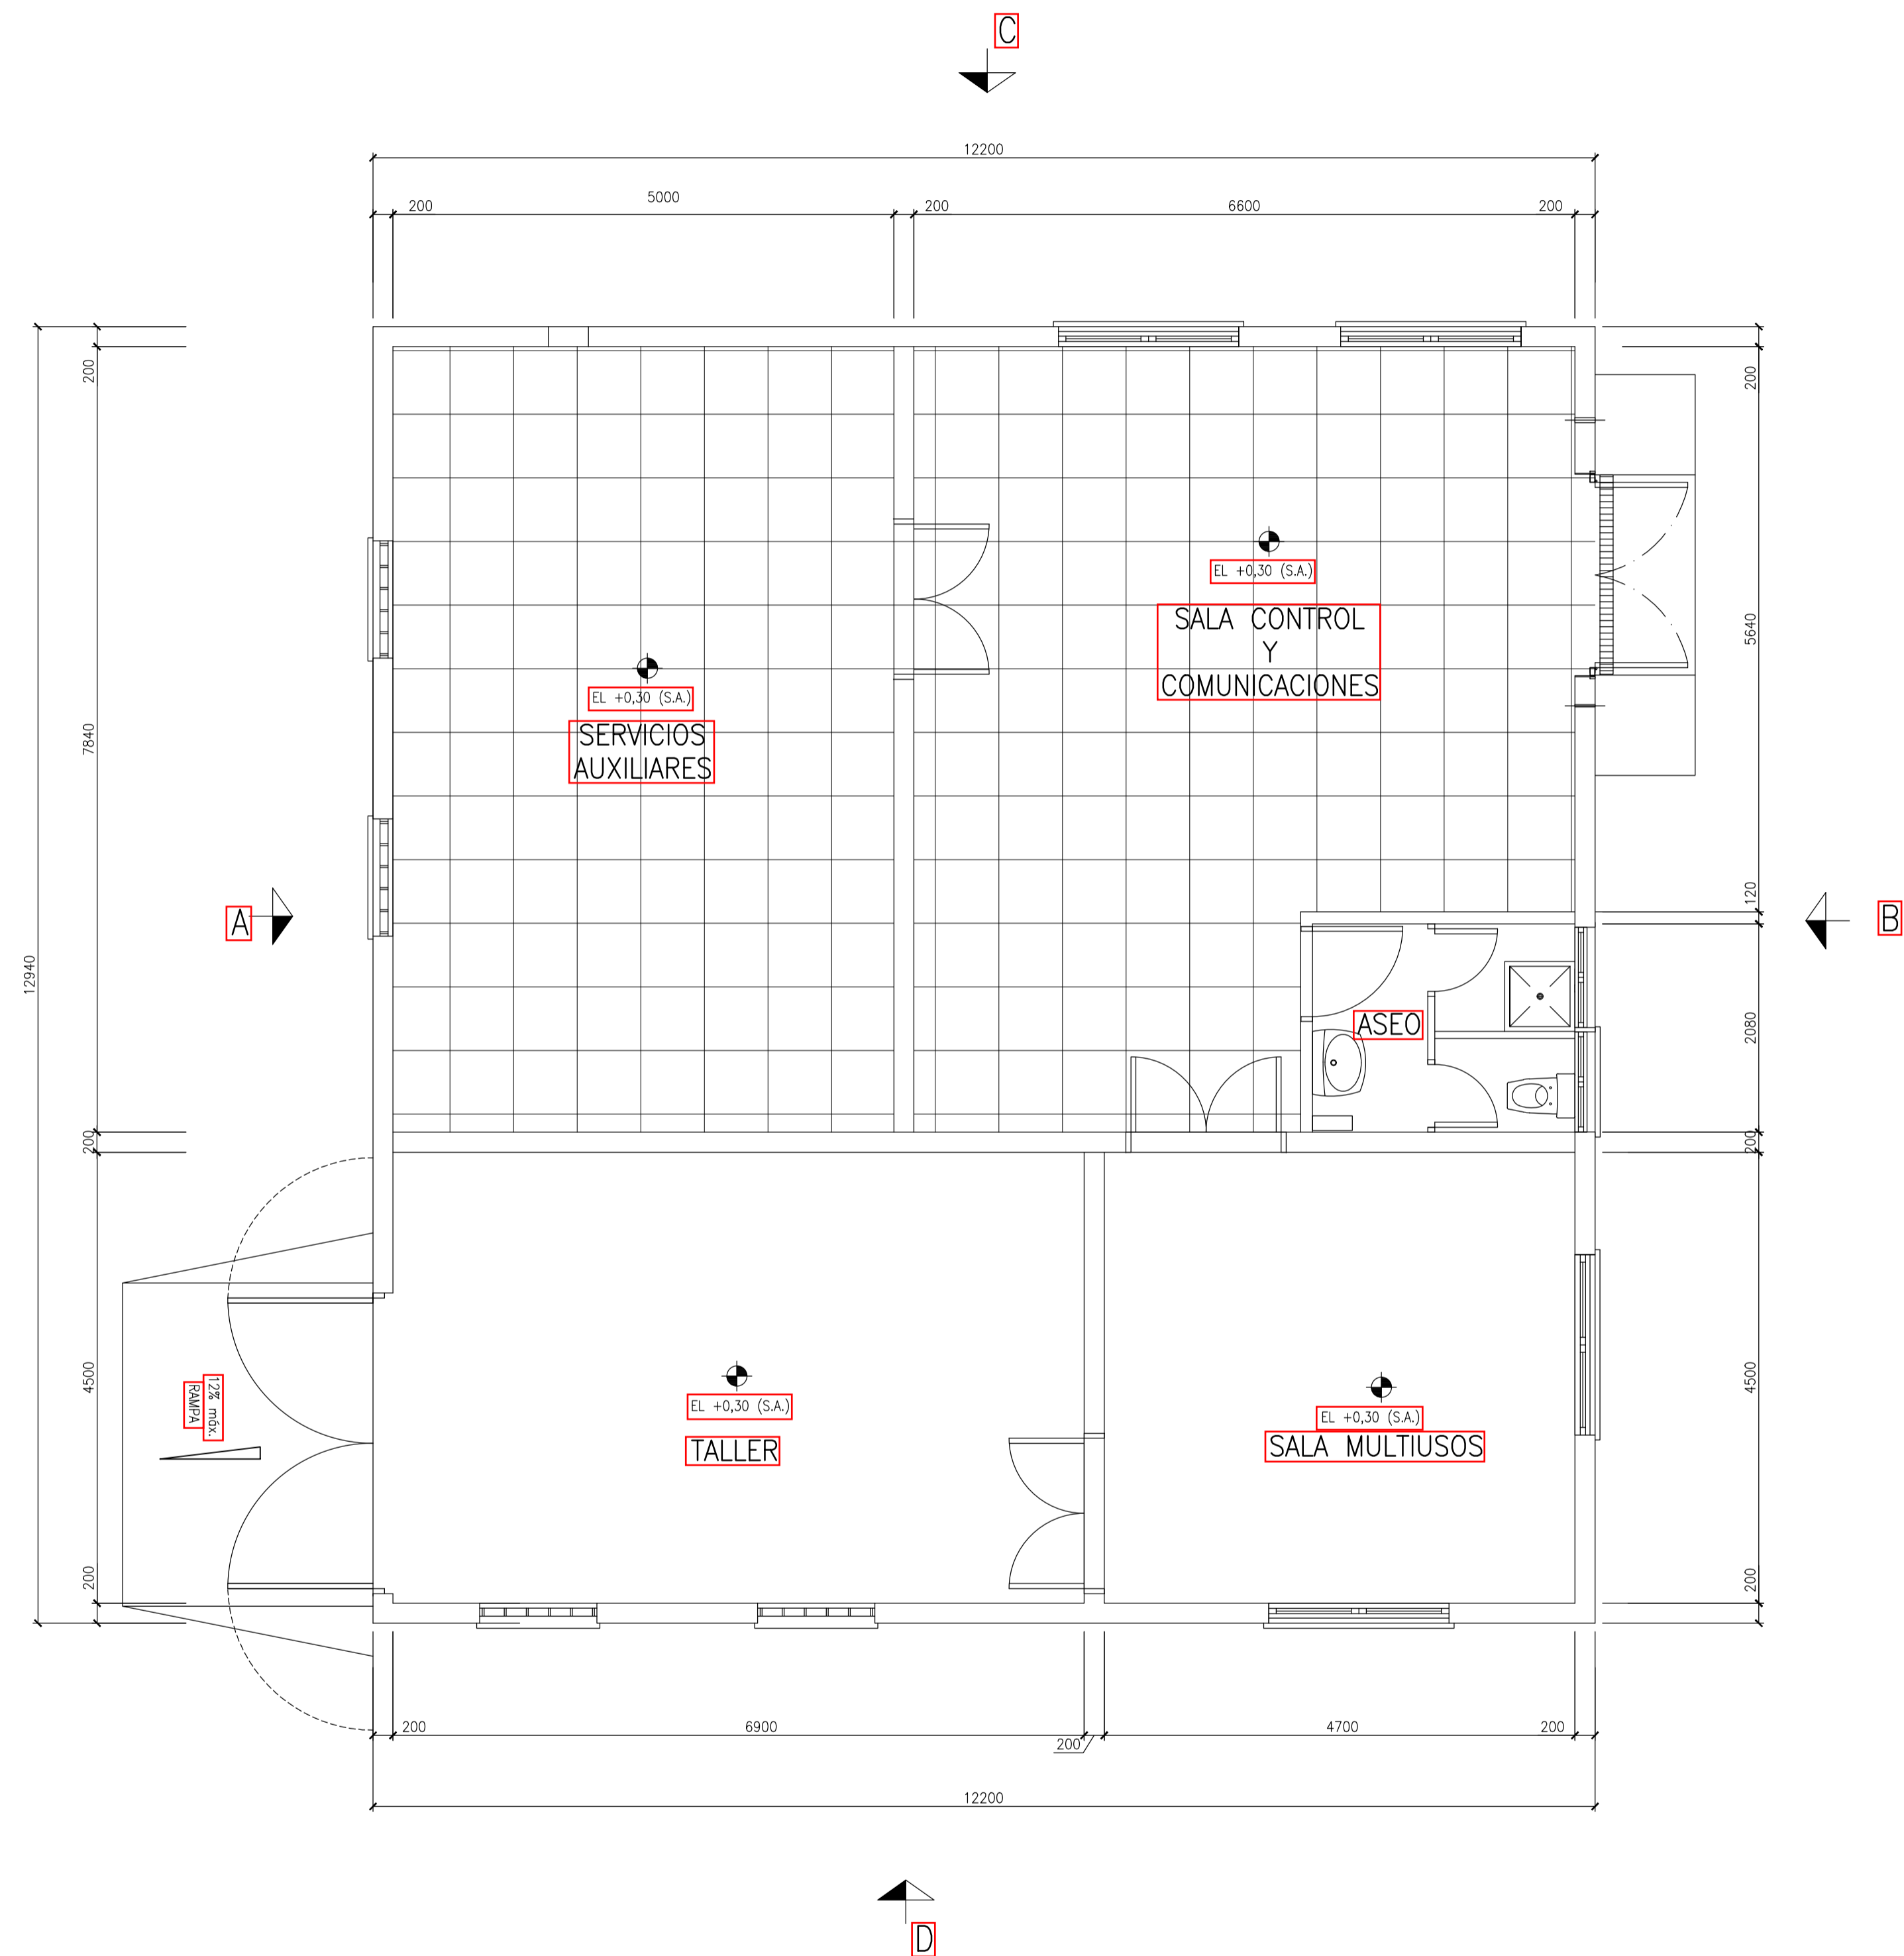 C
12200
200
5000
200
6600
200
200
200
EL +0,30 (S.A.)
SALA CONTROL
Y
COMUNICACIONES
5640
EL +0,30 (S.A.)
SERVICIOS
AUXILIARES
7840
120
A
B
12940
ASEO
2080
200
200
4500
4500
12% máx.
RAMPA
EL +0,30 (S.A.)
TALLER
EL +0,30 (S.A.)
SALA MULTIUSOS
200
200
200
6900
200
4700
200
12200
D